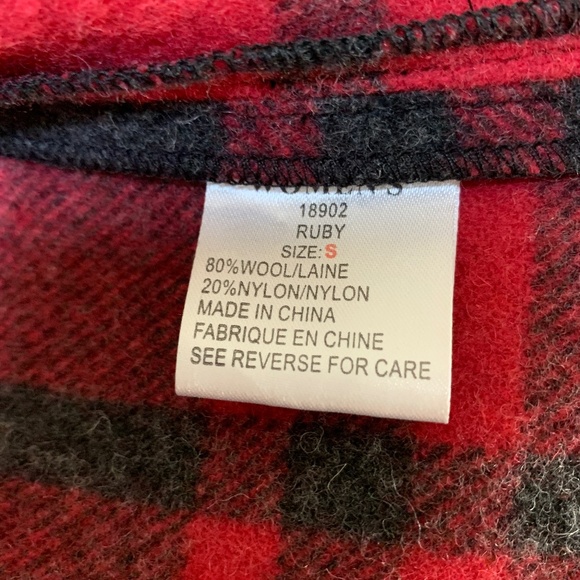 WOMEN'S
18902
RUBY
SIZE: S
80%WOOL/LAINE
20%NYLON/NYLON
MADE IN CHINA
FABRIQUE EN CHINE
SEE REVERSE FOR CARE